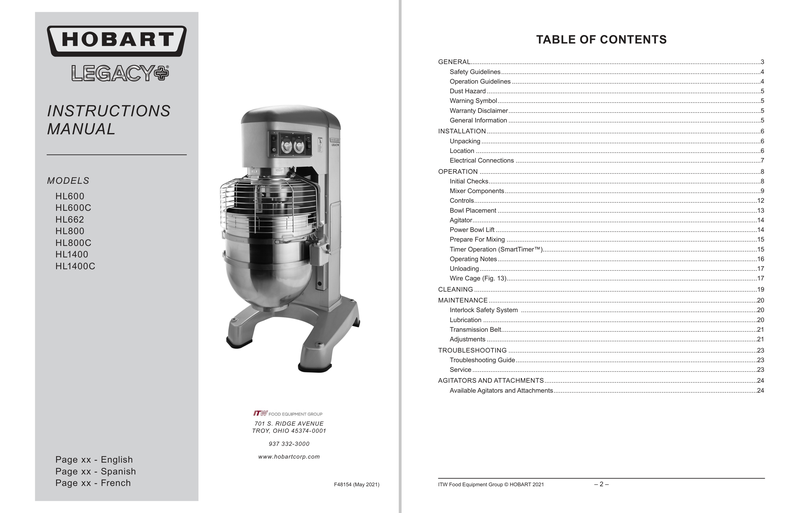 HOBART
LEGACY+®
INSTRUCTIONS
MANUAL
MODELS
HL600
HL600C
HL662
HL800
HL800C
HL1400
HL1400C
Page xx - English
Page xx - Spanish
Page xx - French
ITW FOOD EQUIPMENT GROUP
701 S. RIDGE AVENUE
TROY, OHIO 45374-0001
937 332-3000
www.hobartcorp.com
F48154 (May 2021)
TABLE OF CONTENTS
GENERAL 3
Safety Guidelines 4
Operation Guidelines 4
Dust Hazard 5
Warning Symbol 5
Warranty Disclaimer 5
General Information 5
INSTALLATION 6
Unpacking 6
Location 6
Electrical Connections 7
OPERATION 8
Initial Checks 8
Mixer Components 9
Controls 12
Bowl Placement 13
Agitator 14
Power Bowl Lift 14
Prepare For Mixing 15
Timer Operation (SmartTimer™) 15
Operating Notes 16
Unloading 17
Wire Cage (Fig. 13) 17
CLEANING 19
MAINTENANCE 20
Interlock Safety System 20
Lubrication 20
Transmission Belt 21
Adjustments 21
TROUBLESHOOTING 23
Troubleshooting Guide 23
Service 23
AGITATORS AND ATTACHMENTS 24
Available Agitators and Attachments 24
ITW Food Equipment Group © HOBART 2021
– 2 –